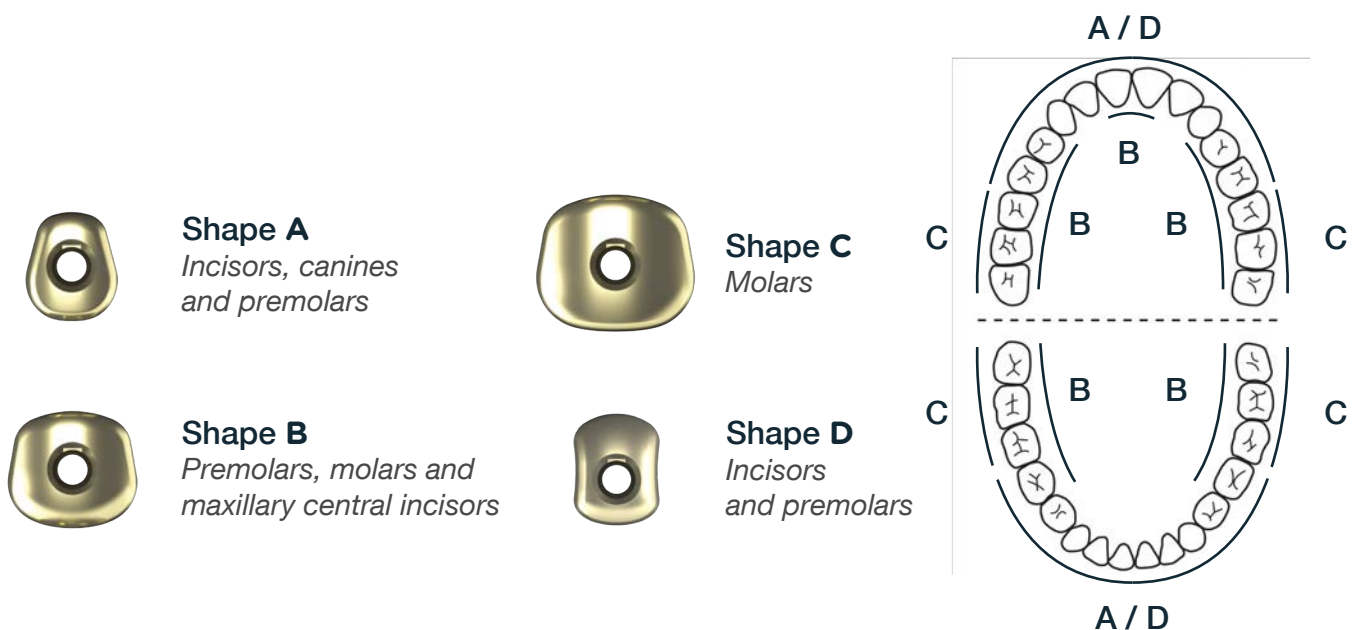 Shape A
Incisors, canines
and premolars
Shape B
Premolars, molars and
maxillary central incisors
Shape C
Molars
Shape D
Incisors
and premolars
A / D
B
B
B
C
C
B
B
C
C
A / D